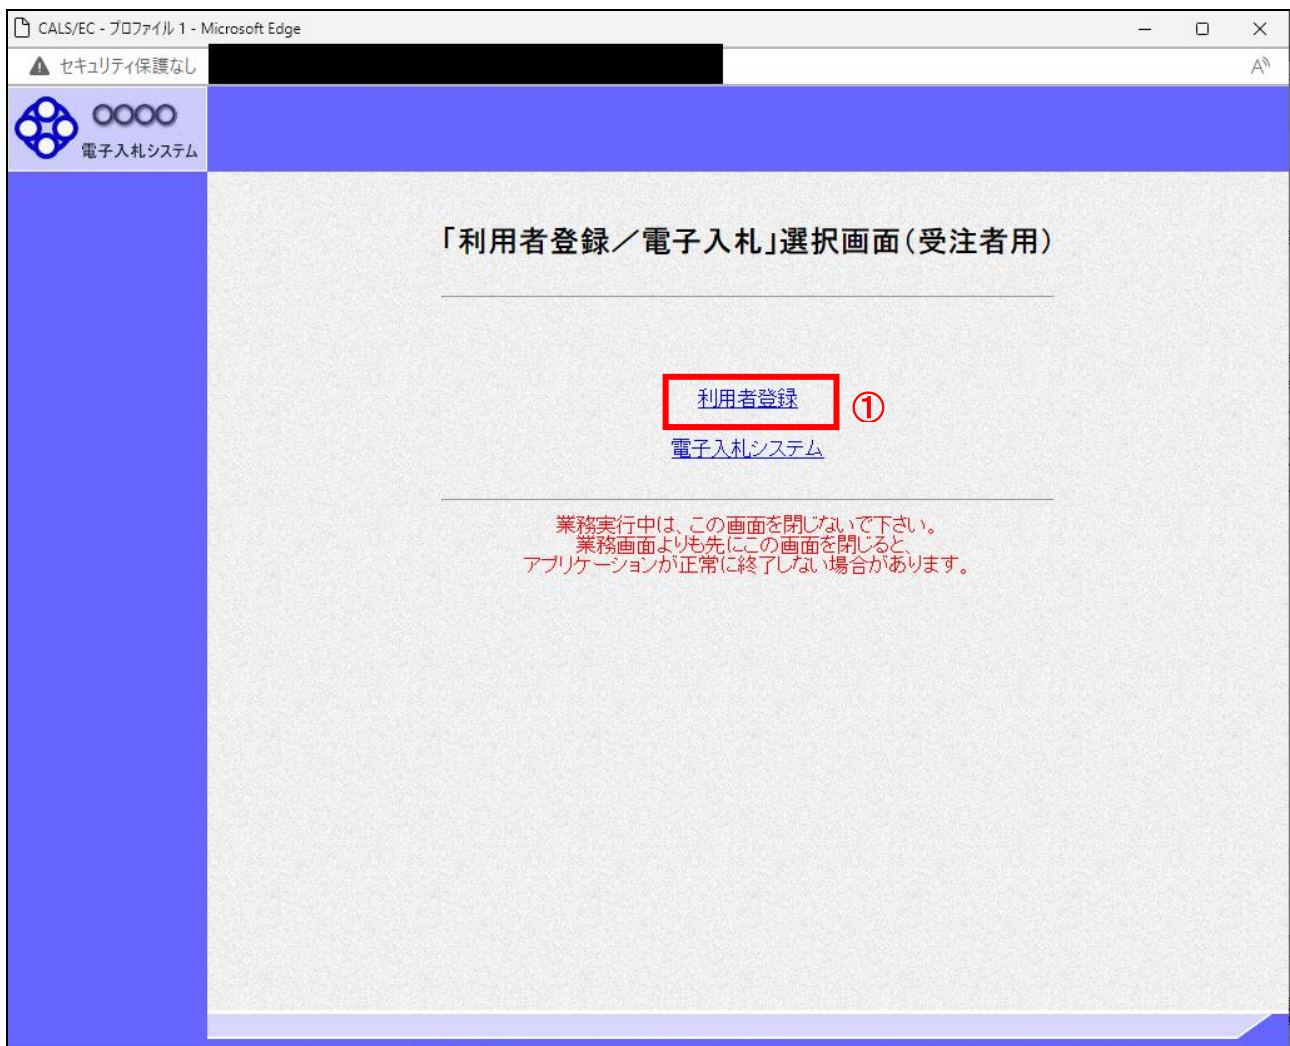 CALS/EC - プロファイル 1 - Microsoft Edge
セキュリティ保護なし
○○○○
電子入札システム
「利用者登録／電子入札」選択画面（受注者用）
利用者登録
①
電子入札システム
業務実行中は、この画面を閉じないで下さい。
業務画面よりも先にこの画面を閉じると、
アプリケーションが正常に終了しない場合があります。